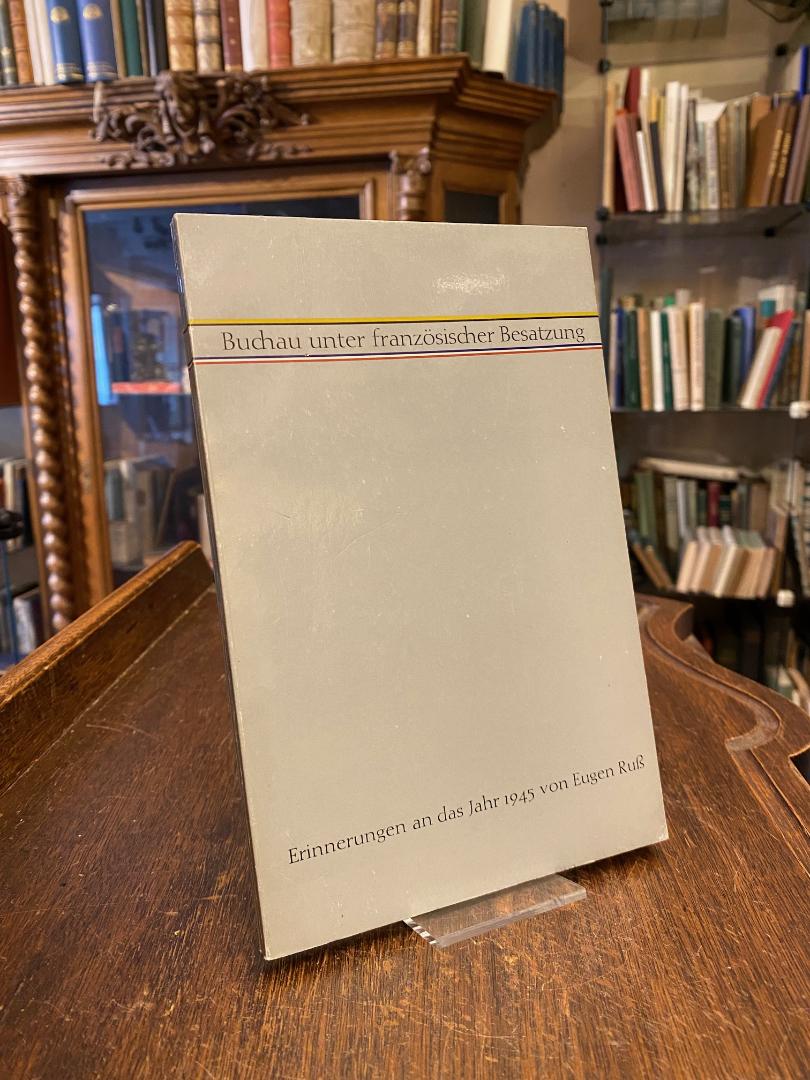 Buchau unter französischer Besatzung
Erinnerungen an das Jahr 1945 von Eugen Ruß